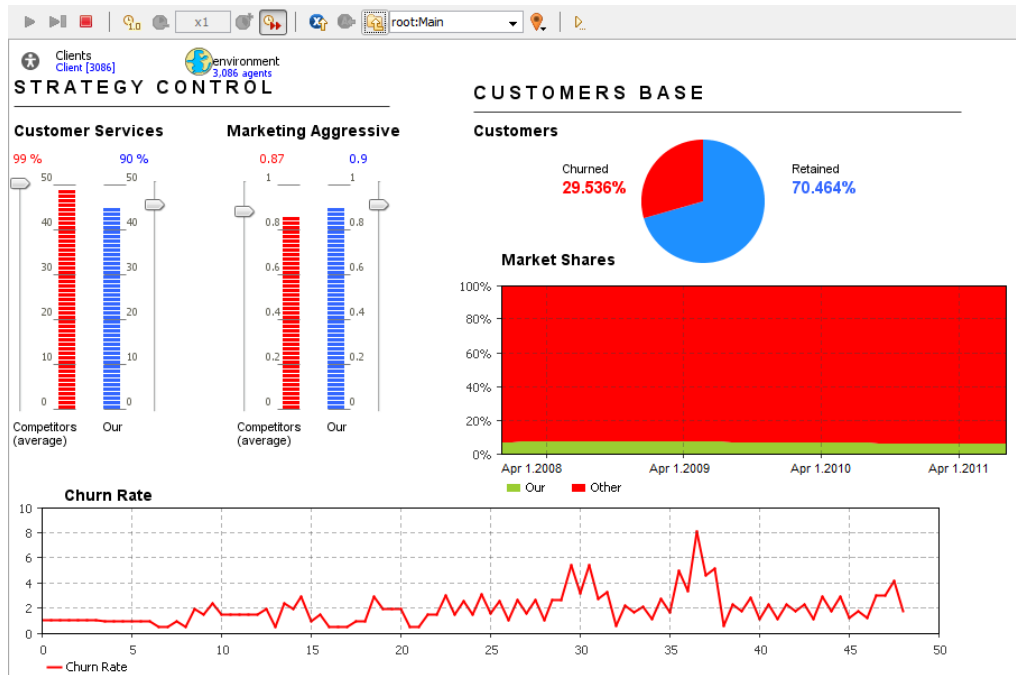 x1
root:Main
Clients
Client [3086]
environment
3,086 agents
STRATEGY CONTROL
Customer Services
Marketing Aggressive
99 %
90 %
0.87
0.9
50
50
1
1
40
40
0.8
0.8
30
30
0.6
0.6
20
20
0.4
0.4
10
10
0.2
0.2
0
0
0
0
Competitors
(average)
Our
Competitors
(average)
Our
CUSTOMERS BASE
Customers
Churned
29.536%
Retained
70.464%
Market Shares
100%
80%
60%
40%
20%
0%
Apr 1.2008
Apr 1.2009
Apr 1.2010
Apr 1.2011
Our
Other
Churn Rate
10
8
6
4
2
0
0
5
10
15
20
25
30
35
40
45
50
Churn Rate